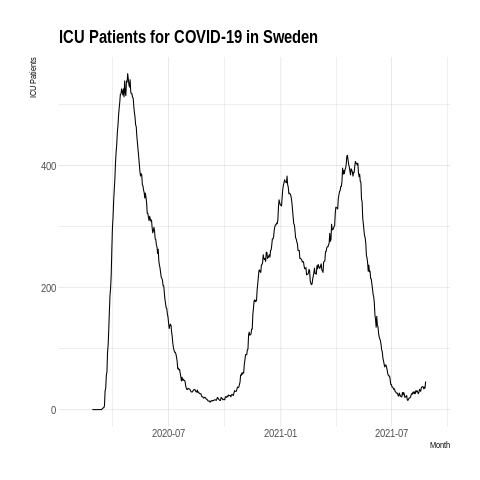 ICU Patients for COVID-19 in Sweden
ICU Patients
400
200
0
2020-07
2021-01
2021-07
Month